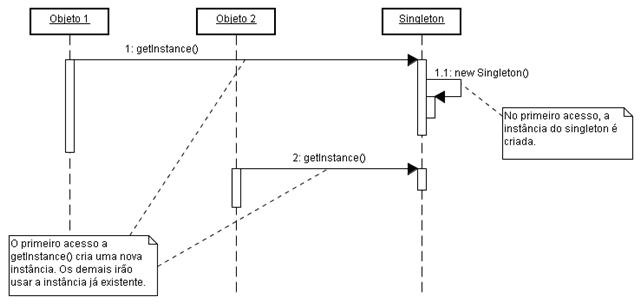 Objeto 1
Objeto 2
Singleton
1: getInstance()
1.1: new Singleton()
No primeiro acesso, a
instância do singleton é
criada.
2: getInstance()
O primeiro acesso a
getInstance() cria uma nova
instância. Os demais irão
usar a instância já existente.